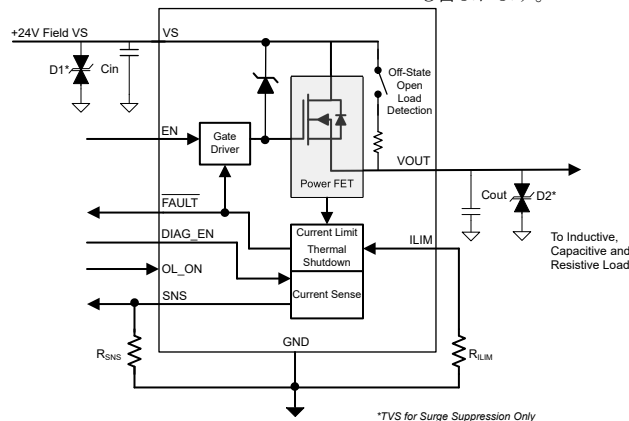 +24V Field VS
VS
D1*
Cin
Off-State
Open
Load
Detection
EN
Gate
Driver
VOUT
Power FET
FAULT
Cout
D2*
DIAG_EN
Current Limit
Thermal
Shutdown
ILIM
To Inductive,
Capacitive and
Resistive Load
OL_ON
Current Sense
SNS
GND
RSNS
RILIM
*TVS for Surge Suppression Only